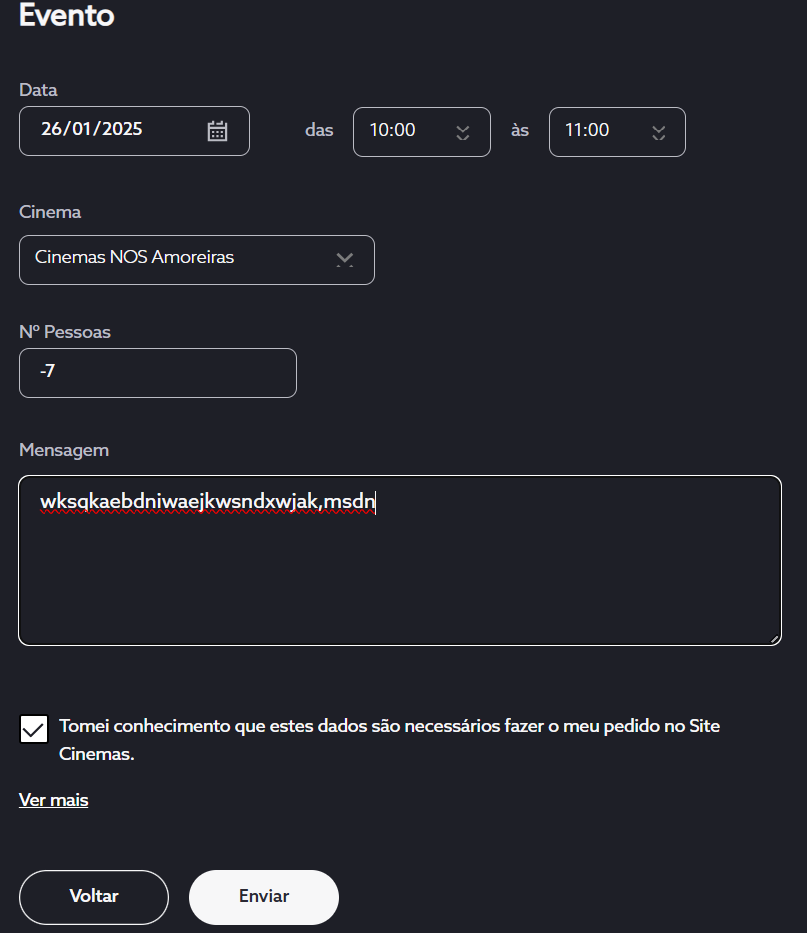 Evento
Data
26/01/2025 das 10:00 às 11:00
Cinema
Cinemas NOS Amoreiras
Nº Pessoas
-7
Mensagem
wksqkaebdniwaejkwsndxwjak,msdn
Tomei conhecimento que estes dados são necessários fazer o meu pedido no Site
Cinemas.
Ver mais
Voltar Enviar